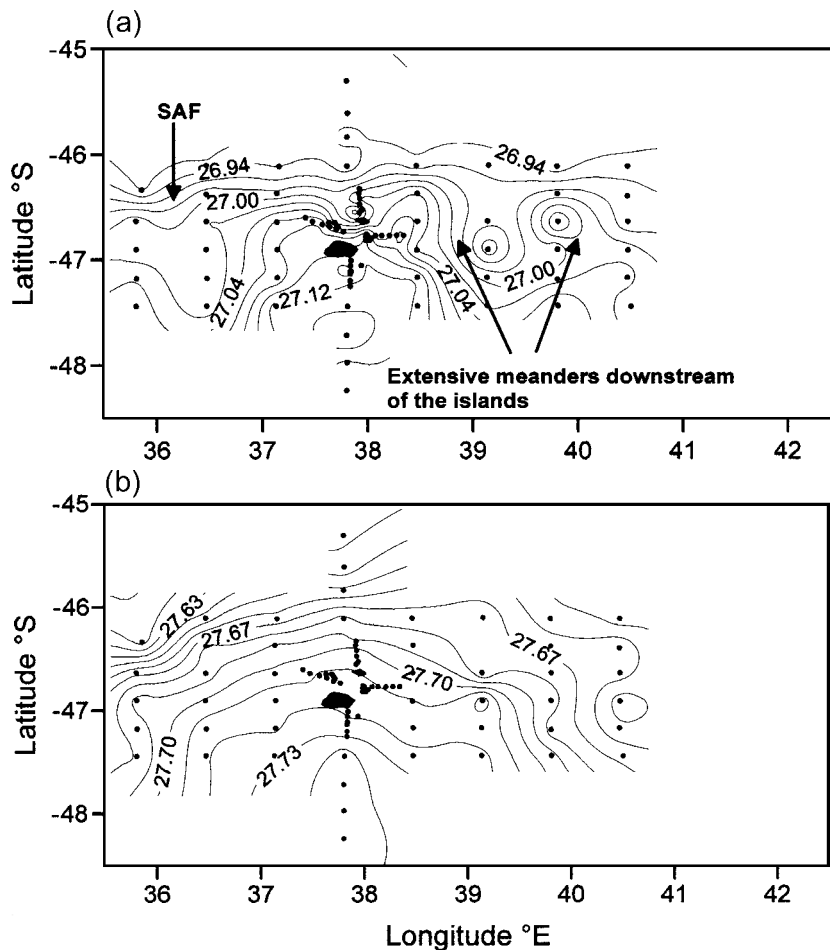 (a)
-45
-46
-47
-48
Latitude °S
SAF
26.94
26.94
27.00
27.00
27.04
27.04
27.12
Extensive meanders downstream
of the islands
36 37 38 39 40 41 42
(b)
-45
-46
-47
-48
Latitude °S
27.63
27.67
27.67
27.70
27.70
27.73
36 37 38 39 40 41 42
Longitude °E